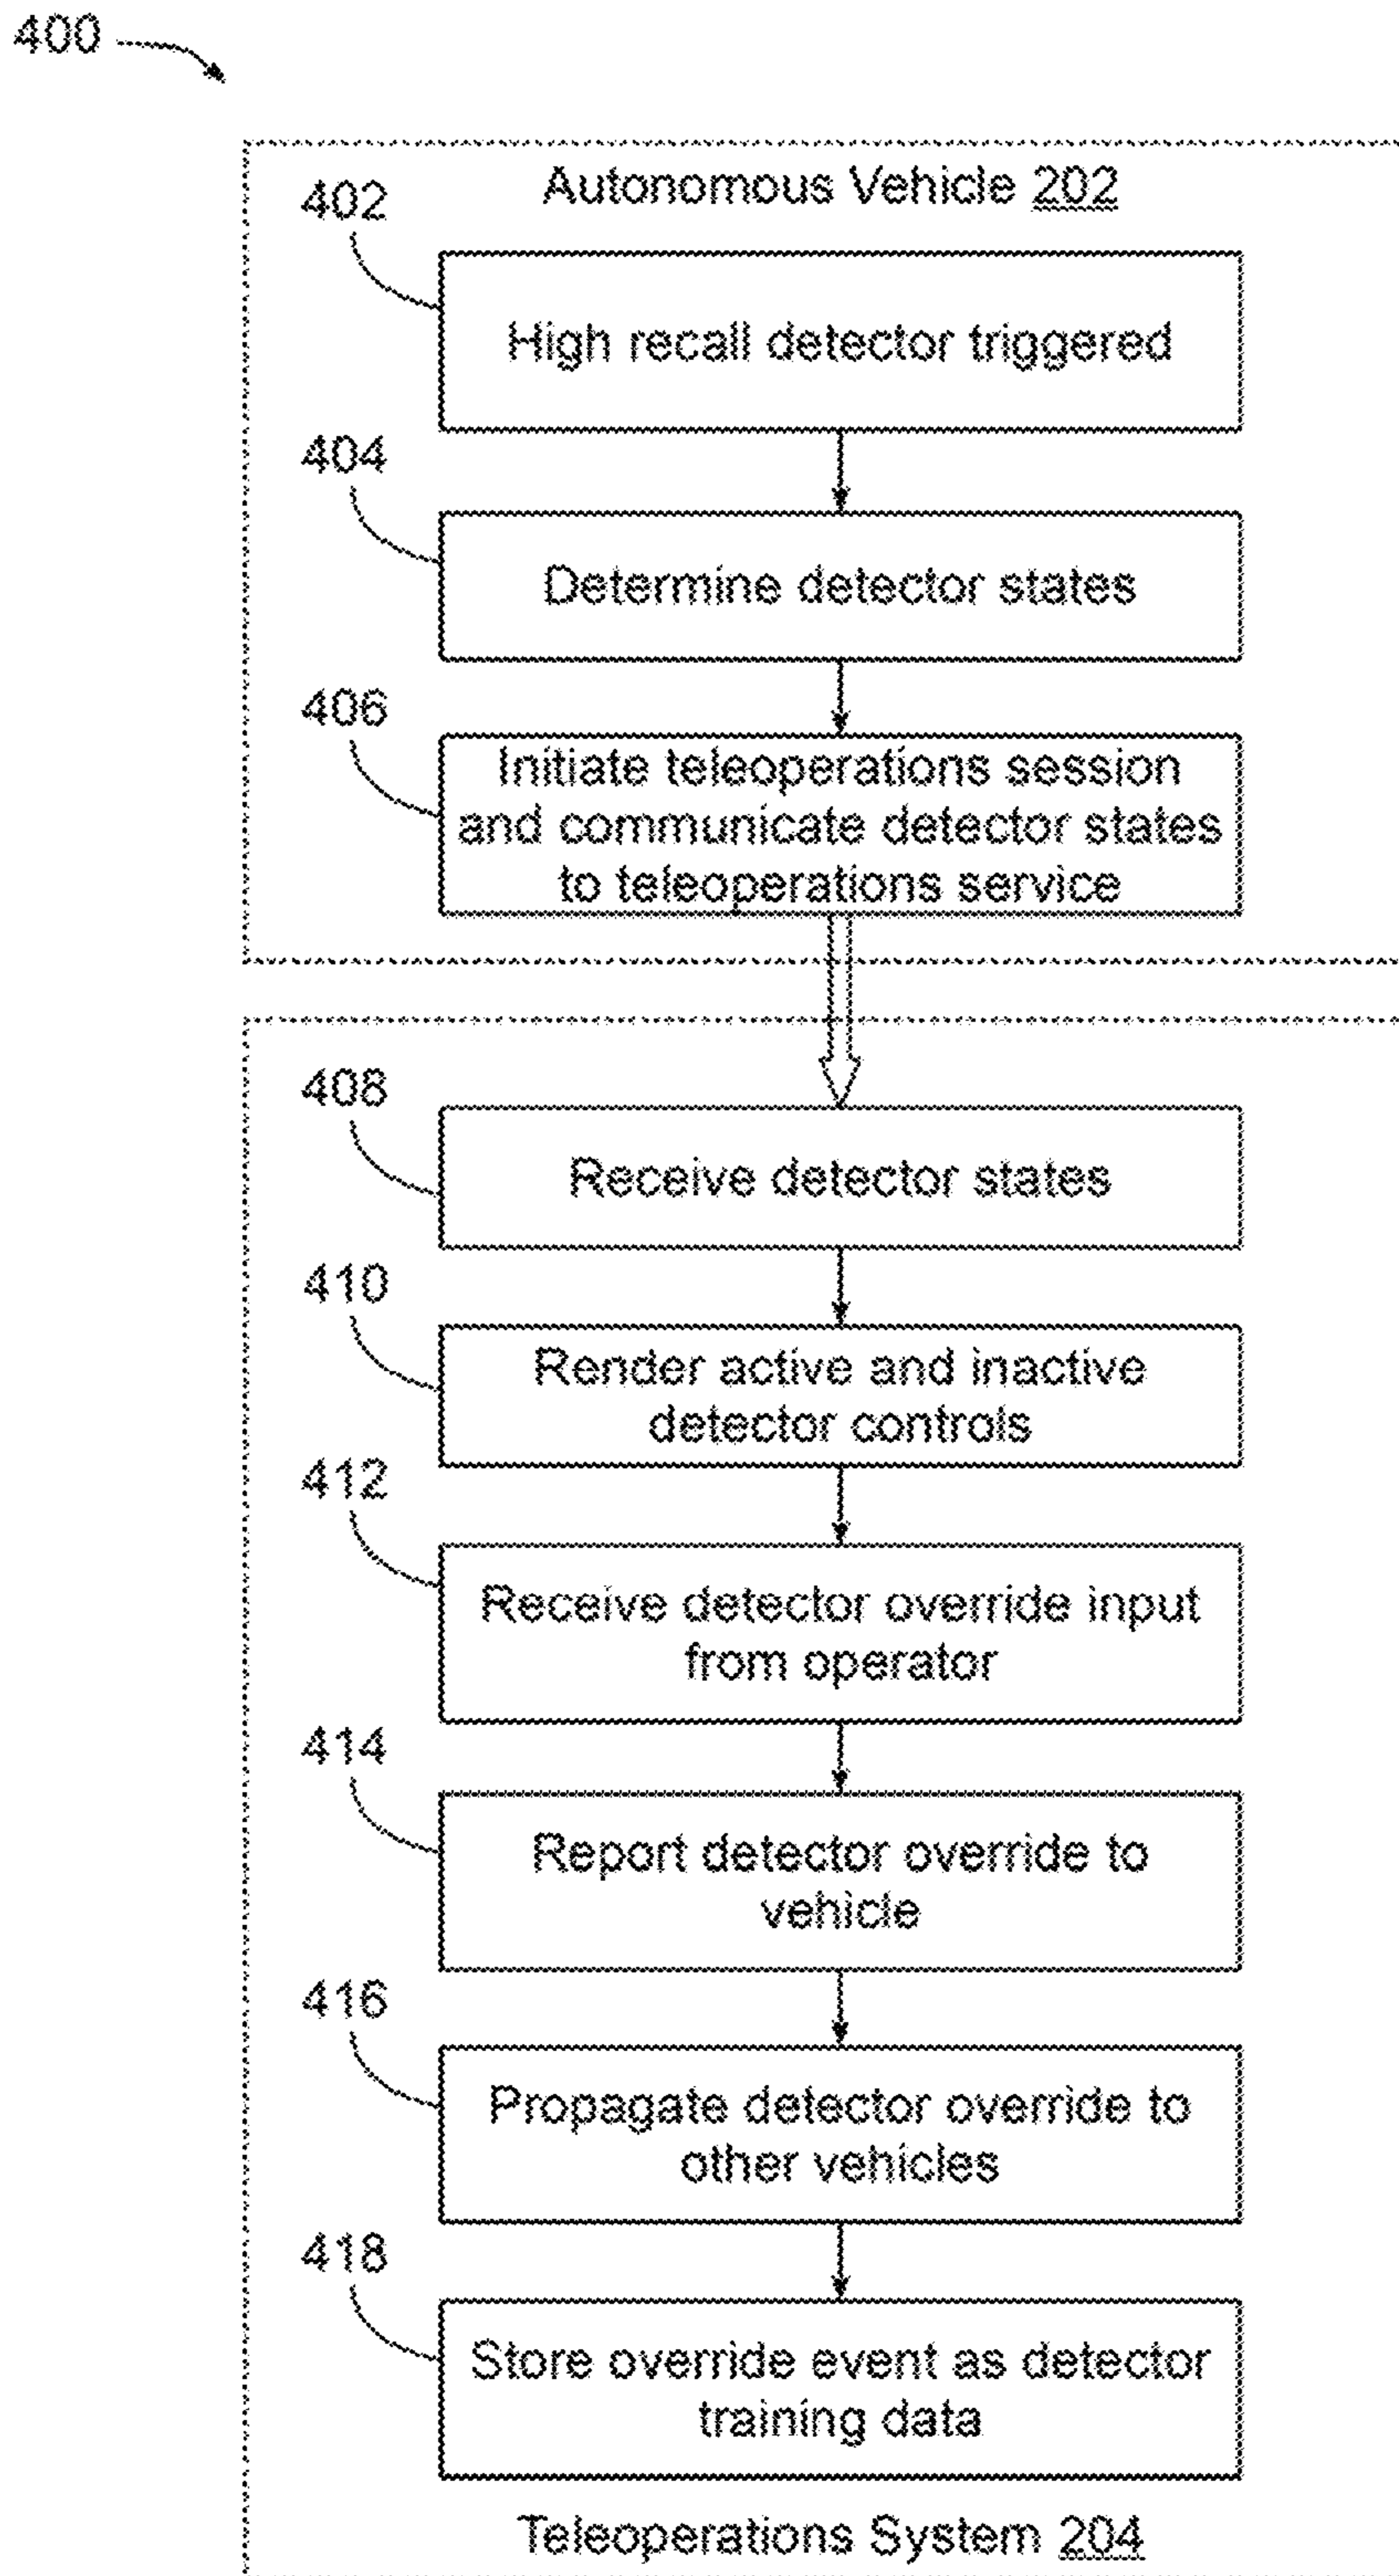 400
Autonomous Vehicle 202
402
High recall detector triggered
404
Determine detector states
406
Initiate teleoperations session
and communicate detector states
to teleoperations service
408
Receive detector states
410
Render active and inactive
detector controls
412
Receive detector override input
from operator
414
Report detector override to
vehicle
416
Propagate detector override to
other vehicles
418
Store override event as detector
training data
Teleoperations System 204